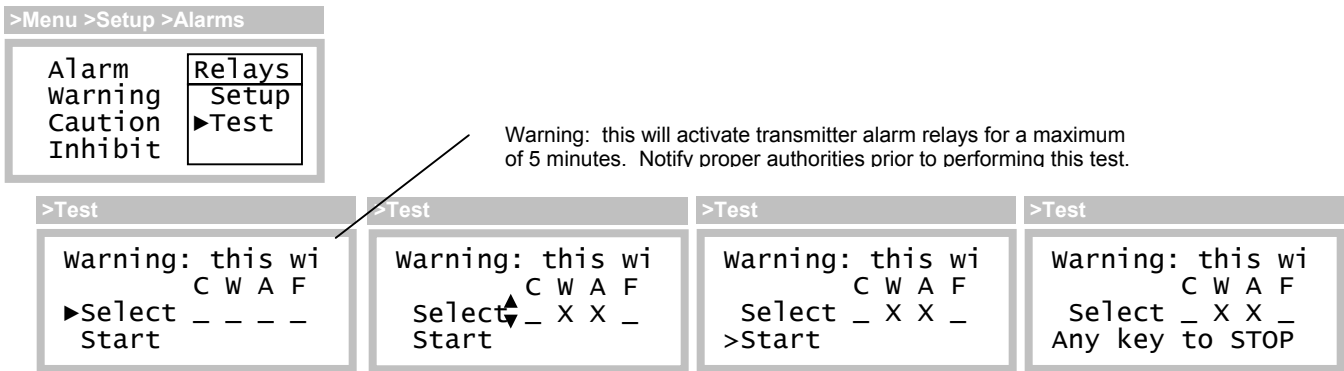 >Menu >Setup >Alarms
Alarm
Warning
Caution
Inhibit
Relays
Setup
►Test
Warning: this will activate transmitter alarm relays for a maximum
of 5 minutes. Notify proper authorities prior to performing this test.
>Test
Warning: this wi
C W A F
►Select _ _ _ _
Start
>Test
Warning: this wi
C W A F
Select _ X X _
Start
>Test
Warning: this wi
C W A F
Select _ X X _
>Start
>Test
Warning: this wi
C W A F
Select _ X X _
Any key to STOP